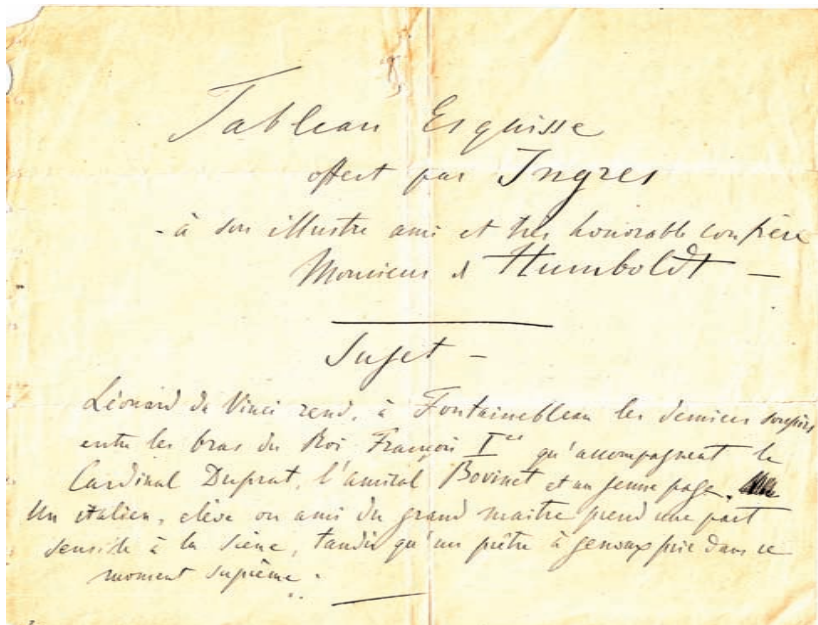 Tableau Esquisse
offert par Ingres
- à son illustre ami et très honorable confrère
Monsieur d Humboldt -
Sujet -
Léonard de Vinci rend, à Fontainebleau les derniers soupirs
entre les bras du Roi François Ier qu'accompagnent le
Cardinal Duprat, l'amiral Bovinet et un jeune page.
Un italien, élève ou ami du grand maitre prend une part
sensible à la scène, tandis qu'un prêtre à genoux prie dans ce
moment suprême.